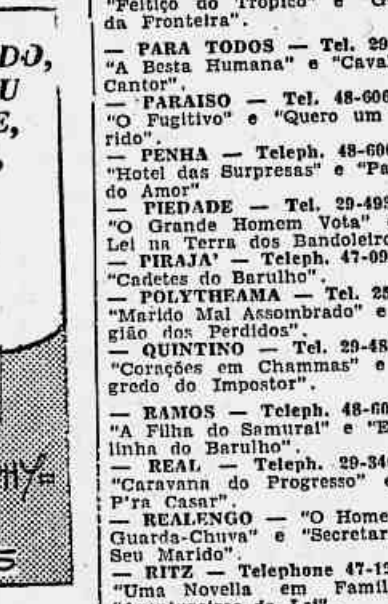 "Feitiço do Tropico" e
da Fronteira".
— PARA TODOS — Tel. 29
"A Besta Humana" e "Caval
Cantor".
— PARAISO — Tel. 48-606
"O Fugitivo" e "Quero um
rido".
— PENHA — Teleph. 48-606
"Hotel das Surpresas" e "Pa
do Amor"
— PIEDADE — Tel. 29-493
"O Grande Homem Vota"
Lei na Terra dos Bandoleiro
— PIRAJA' — Teleph. 47-09
"Cadetes do Barulho".
— POLYTHEAMA — Tel. 25
"Marido Mal Assombrado" e
gião dos Perdidos".
— QUINTINO — Tel. 29-48
"Corações em Chammas" e
gredo do Impostor".
— RAMOS — Teleph. 48-60
"A Filha do Samurai" e "E
linha do Barulho".
— REAL — Teleph. 29-34
"Caravana do Progresso" e
P'ra Casar".
— REALENGO — "O Home
Guarda-Chuva" e "Secretar
Seu Marido".
— RITZ — Telephone 47-12
"Uma Novella em Famil
DO,
U
E,